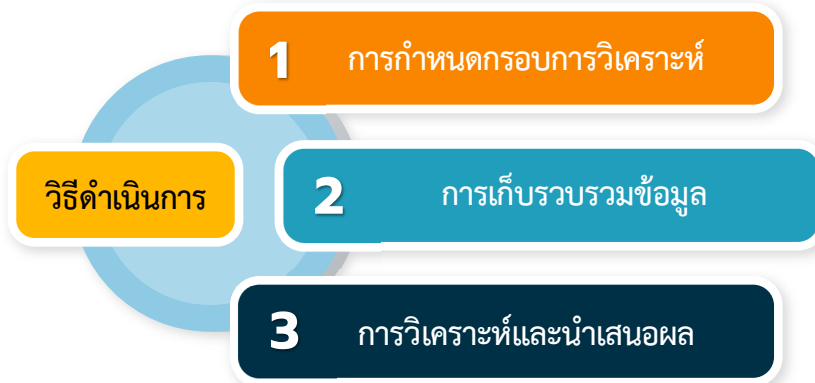 1 การกำหนดกรอบการวิเคราะห์
วิธีดำเนินการ
2 การเก็บรวบรวมข้อมูล
3 การวิเคราะห์และนำเสนอผล